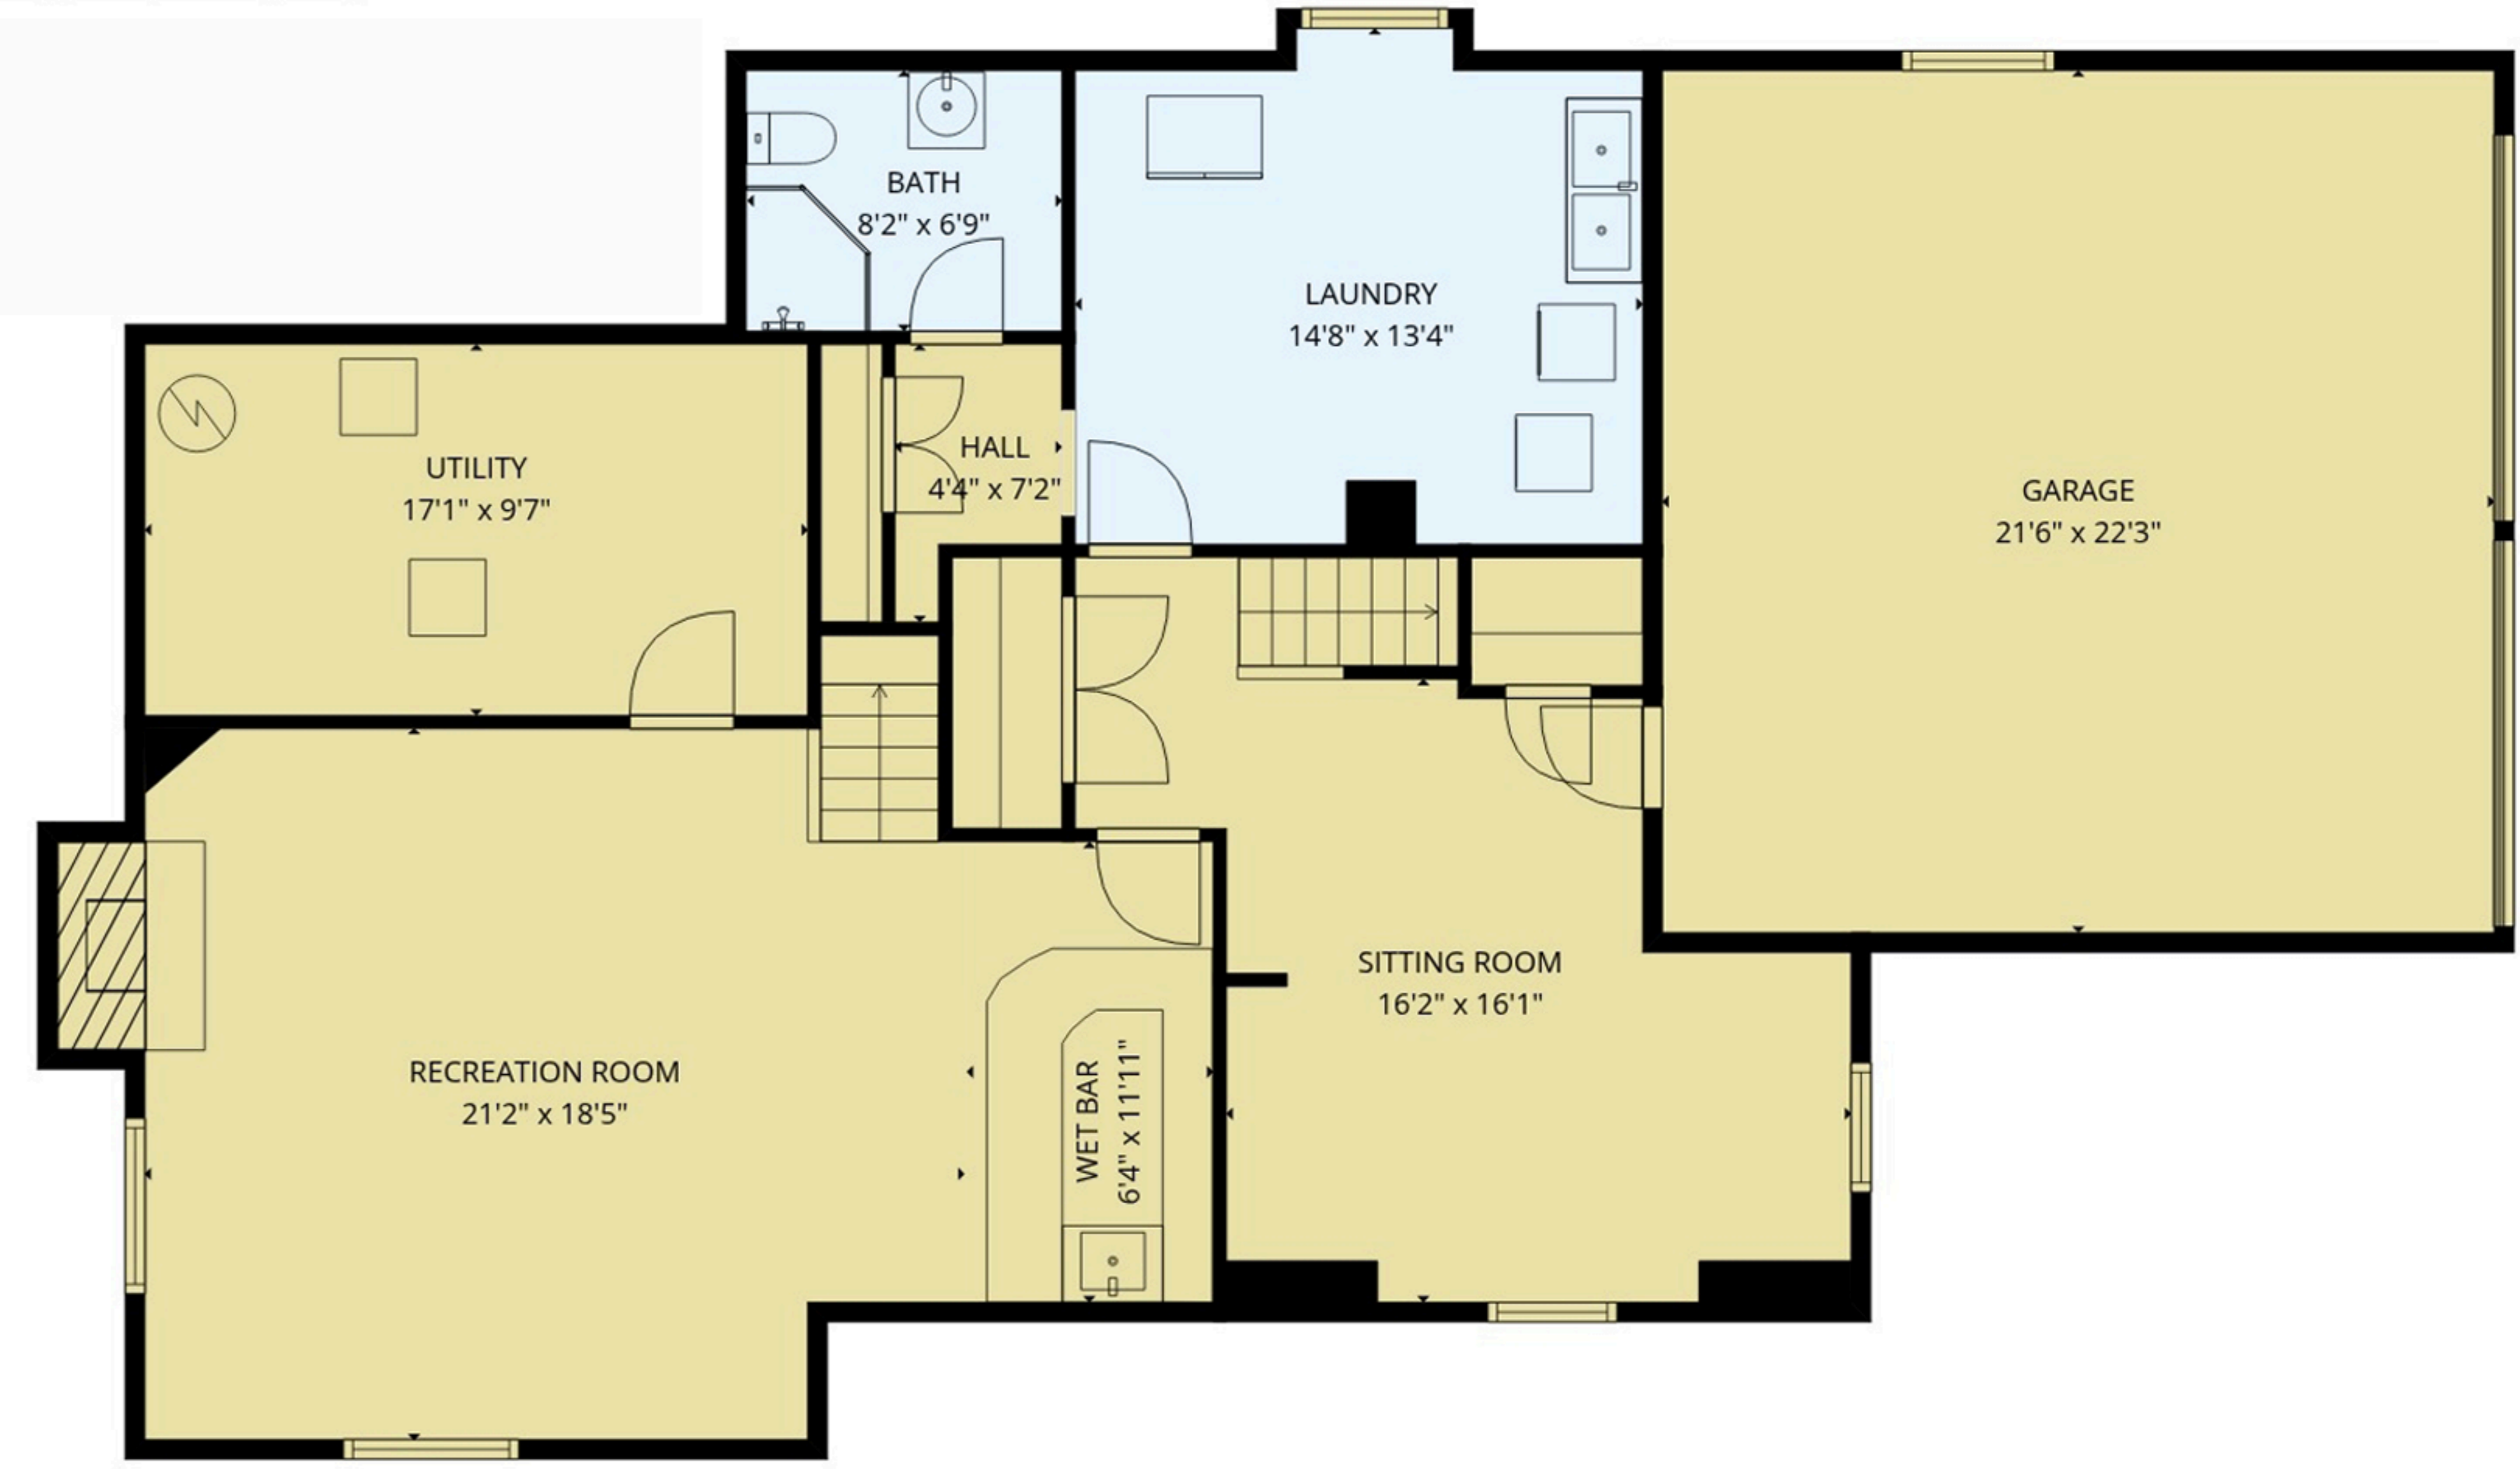 BATH
8'2" x 6'9"
LAUNDRY
14'8" x 13'4"
HALL
4'4" x 7'2"
UTILITY
17'1" x 9'7"
GARAGE
21'6" x 22'3"
SITTING ROOM
16'2" x 16'1"
RECREATION ROOM
21'2" x 18'5"
WET BAR
6'4" x 11'11"